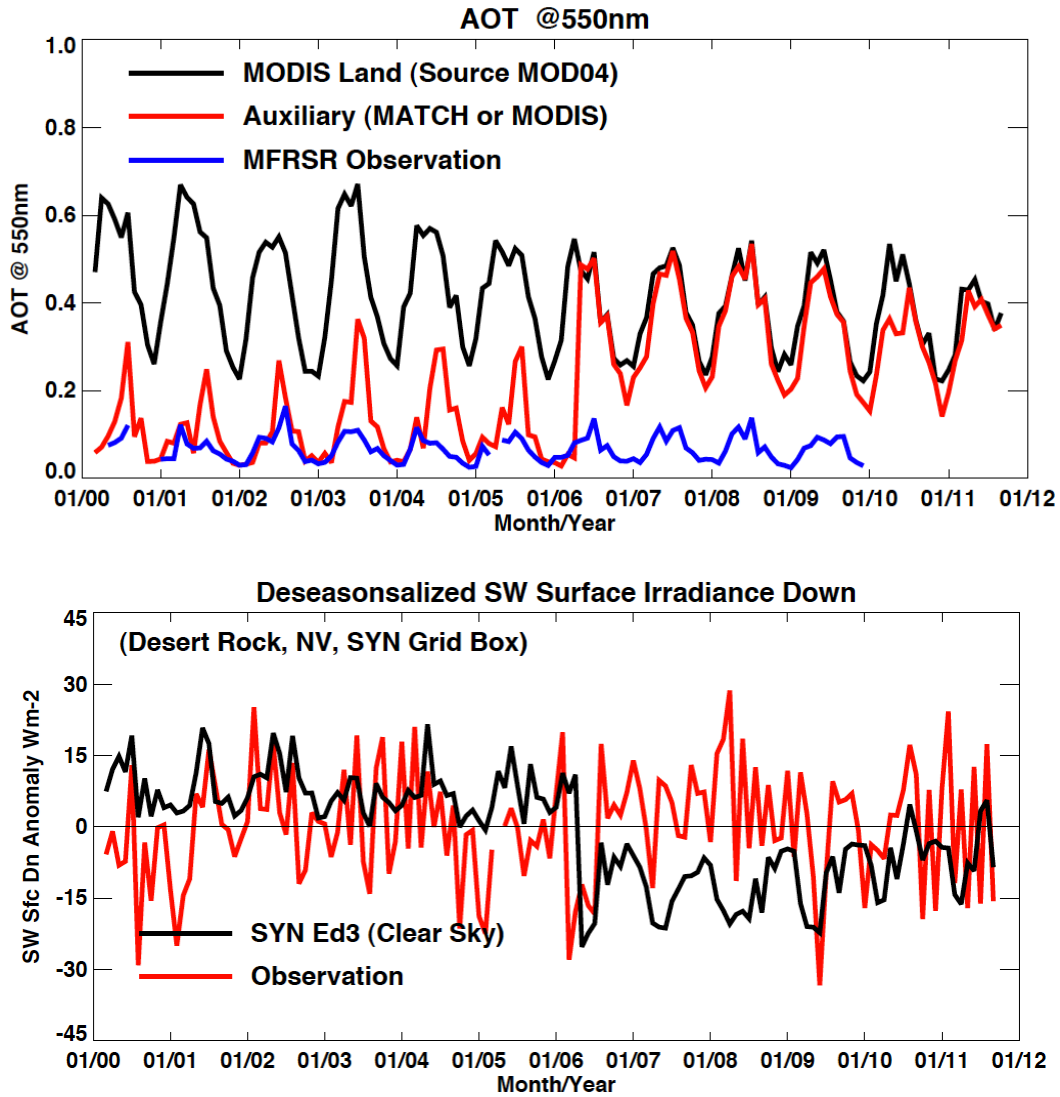 AOT @550nm
1.0
MODIS Land (Source MOD04)
Auxiliary (MATCH or MODIS)
0.8
MFRSR Observation
0.6
AOT @ 550nm
0.4
0.2
0.0
01/00 01/01 01/02 01/03 01/04 01/05 01/06 01/07 01/08 01/09 01/10 01/11 01/12
Month/Year
Deseasonsalized SW Surface Irradiance Down
45
(Desert Rock, NV, SYN Grid Box)
30
15
SW Sfc Dn Anomaly Wm-2
0
-15
SYN Ed3 (Clear Sky)
Observation
-30
-45
01/00 01/01 01/02 01/03 01/04 01/05 01/06 01/07 01/08 01/09 01/10 01/11 01/12
Month/Year